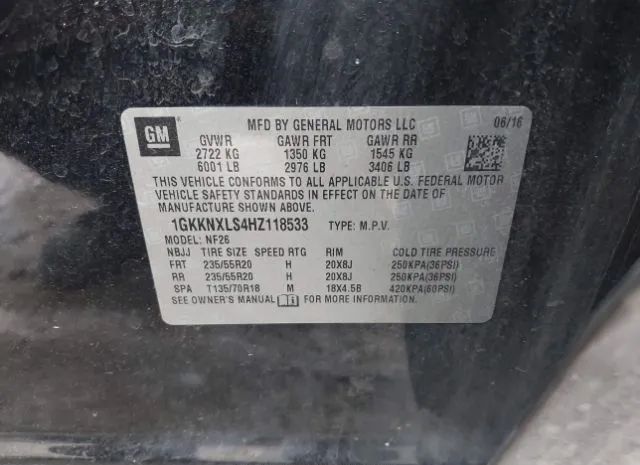 GM
MFD BY GENERAL MOTORS LLC 06/16
GVWR GAWR FRT GAWR RR
2722 KG 1350 KG 1545 KG
6001 LB 2976 LB 3406 LB
THIS VEHICLE CONFORMS TO ALL APPLICABLE U.S. FEDERAL MOTOR
VEHICLE SAFETY STANDARDS IN EFFECT ON THE DATE OF
MANUFACTURE SHOWN ABOVE.
1GKKNXLS4HZ118533 TYPE: M.P.V.
MODEL: NF26
NBJJ TIRE SIZE SPEED RTG RIM COLD TIRE PRESSURE
FRT 235/55R20 H 20X8J 250KPA(36PSI)
RR 235/55R20 H 20X8J 250KPA(36PSI)
SPA T135/70R18 M 18X4.5B 420KPA(60PSI)
SEE OWNER'S MANUAL FOR MORE INFORMATION.